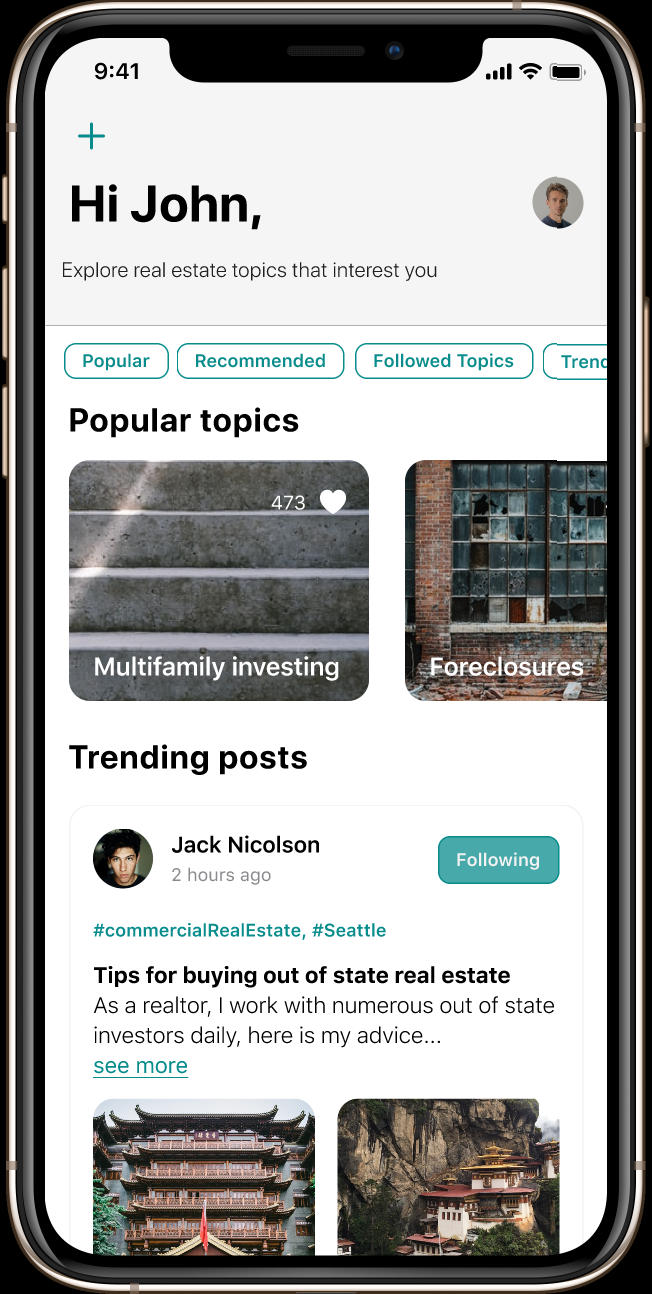 9:41
Hi John,
Explore real estate topics that interest you
Popular
Recommended
Followed Topics
Trend
Popular topics
473
Multifamily investing
Foreclosures
Trending posts
Jack Nicolson
2 hours ago
Following
#commercialRealEstate, #Seattle
Tips for buying out of state real estate
As a realtor, I work with numerous out of state
investors daily, here is my advice...
see more